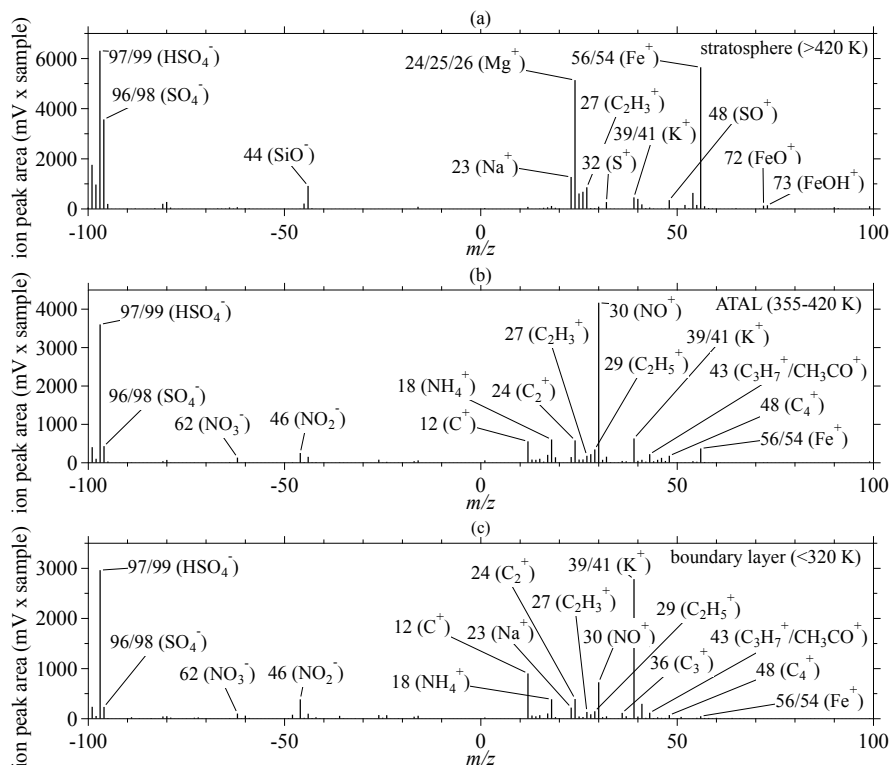 (a)
ion peak area (mV x sample)
6000
4000
2000
0
97/99 (HSO₄⁻)
96/98 (SO₄⁻)
44 (SiO⁻)
24/25/26 (Mg⁺)
23 (Na⁺)
56/54 (Fe⁺)
27 (C₂H₃⁺)
39/41 (K⁺)
32 (S⁺)
stratosphere (>420 K)
48 (SO⁺)
72 (FeO⁺)
73 (FeOH⁺)
-100 -50 0 50 100
m/z
(b)
ion peak area (mV x sample)
4000
3000
2000
1000
0
97/99 (HSO₄⁻)
96/98 (SO₄⁻)
62 (NO₃⁻)
46 (NO₂⁻)
27 (C₂H₃⁺)
18 (NH₄⁺)
24 (C₂⁺)
12 (C⁺)
30 (NO⁺)
ATAL (355-420 K)
39/41 (K⁺)
29 (C₂H₅⁺)
43 (C₃H₇⁺/CH₃CO⁺)
48 (C₄⁺)
56/54 (Fe⁺)
-100 -50 0 50 100
m/z
(c)
ion peak area (mV x sample)
3000
2000
1000
0
97/99 (HSO₄⁻)
96/98 (SO₄⁻)
62 (NO₃⁻)
46 (NO₂⁻)
39/41 (K⁺)
boundary layer (<320 K)
24 (C₂⁺)
27 (C₂H₃⁺)
29 (C₂H₅⁺)
12 (C⁺)
23 (Na⁺)
30 (NO⁺)
43 (C₃H₇⁺/CH₃CO⁺)
36 (C₃⁺)
18 (NH₄⁺)
48 (C₄⁺)
56/54 (Fe⁺)
-100 -50 0 50 100
m/z